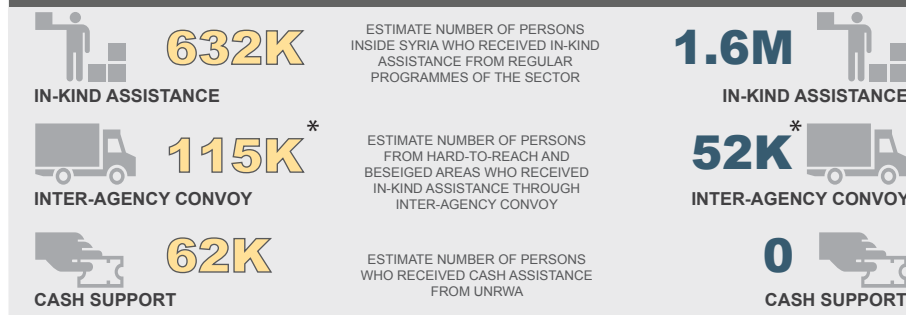 632K
IN-KIND ASSISTANCE
ESTIMATE NUMBER OF PERSONS
INSIDE SYRIA WHO RECEIVED IN-KIND
ASSISTANCE FROM REGULAR
PROGRAMMES OF THE SECTOR
1.6M
IN-KIND ASSISTANCE
115K*
INTER-AGENCY CONVOY
ESTIMATE NUMBER OF PERSONS
FROM HARD-TO-REACH AND
BESEIGED AREAS WHO RECEIVED
IN-KIND ASSISTANCE THROUGH
INTER-AGENCY CONVOY
52K*
INTER-AGENCY CONVOY
62K
CASH SUPPORT
ESTIMATE NUMBER OF PERSONS
WHO RECEIVED CASH ASSISTANCE
FROM UNRWA
0
CASH SUPPORT